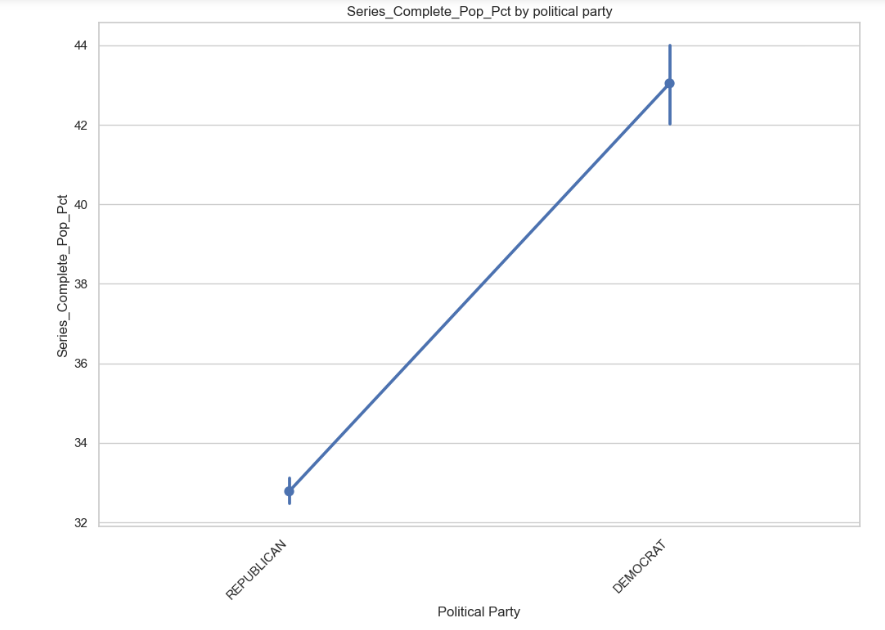 Series_Complete_Pop_Pct by political party
44
42
40
38
36
34
32
Series_Complete_Pop_Pct
REPUBLICAN
DEMOCRAT
Political Party